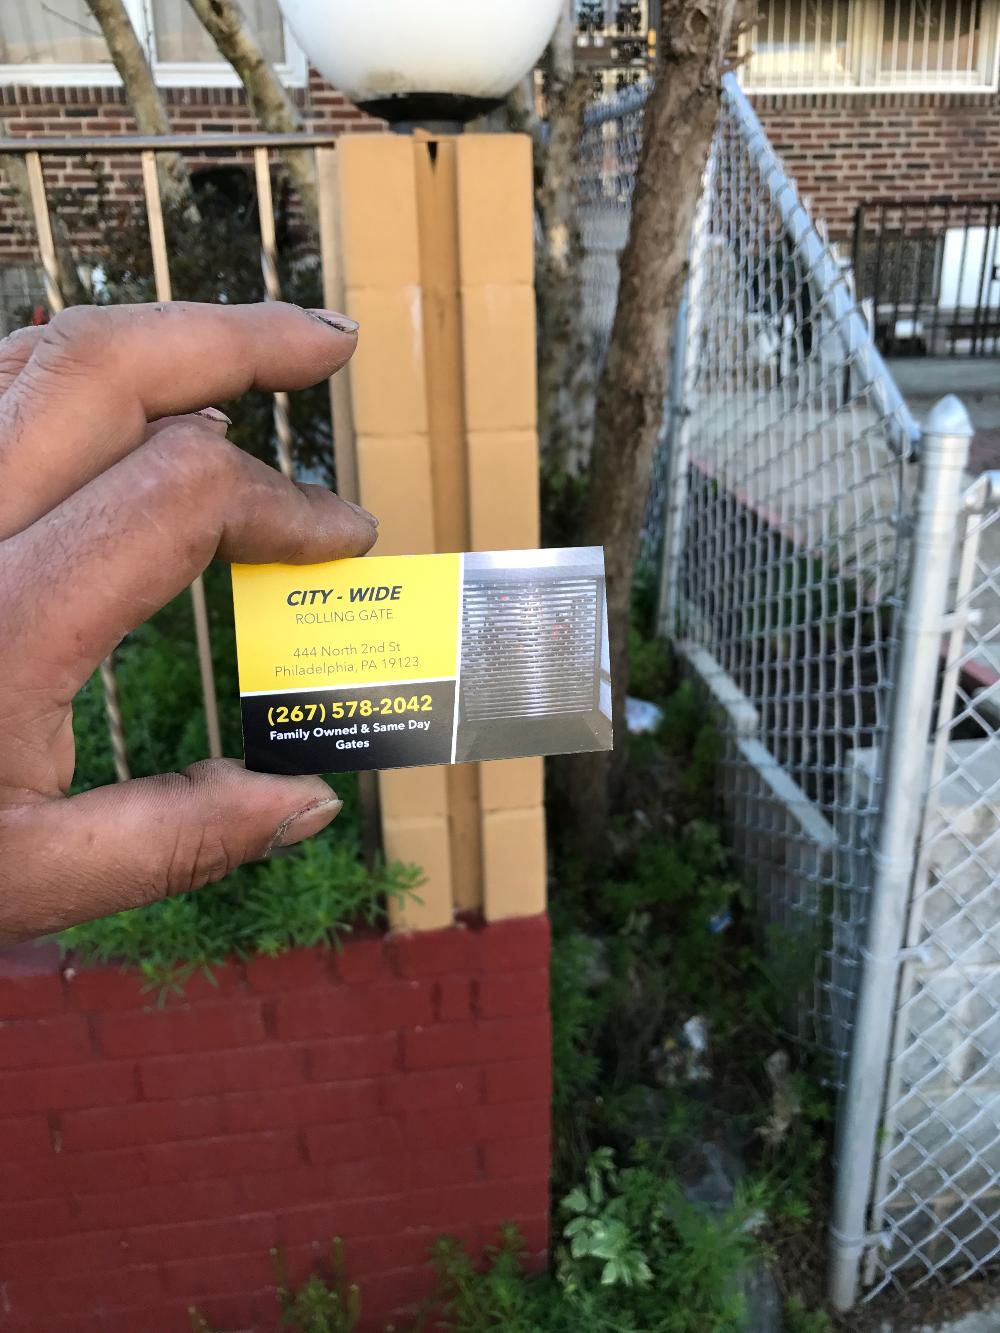 CITY - WIDE
ROLLING GATE
444 North 2nd St
Philadelphia, PA 19123
(267) 578-2042
Family Owned & Same Day
Gates